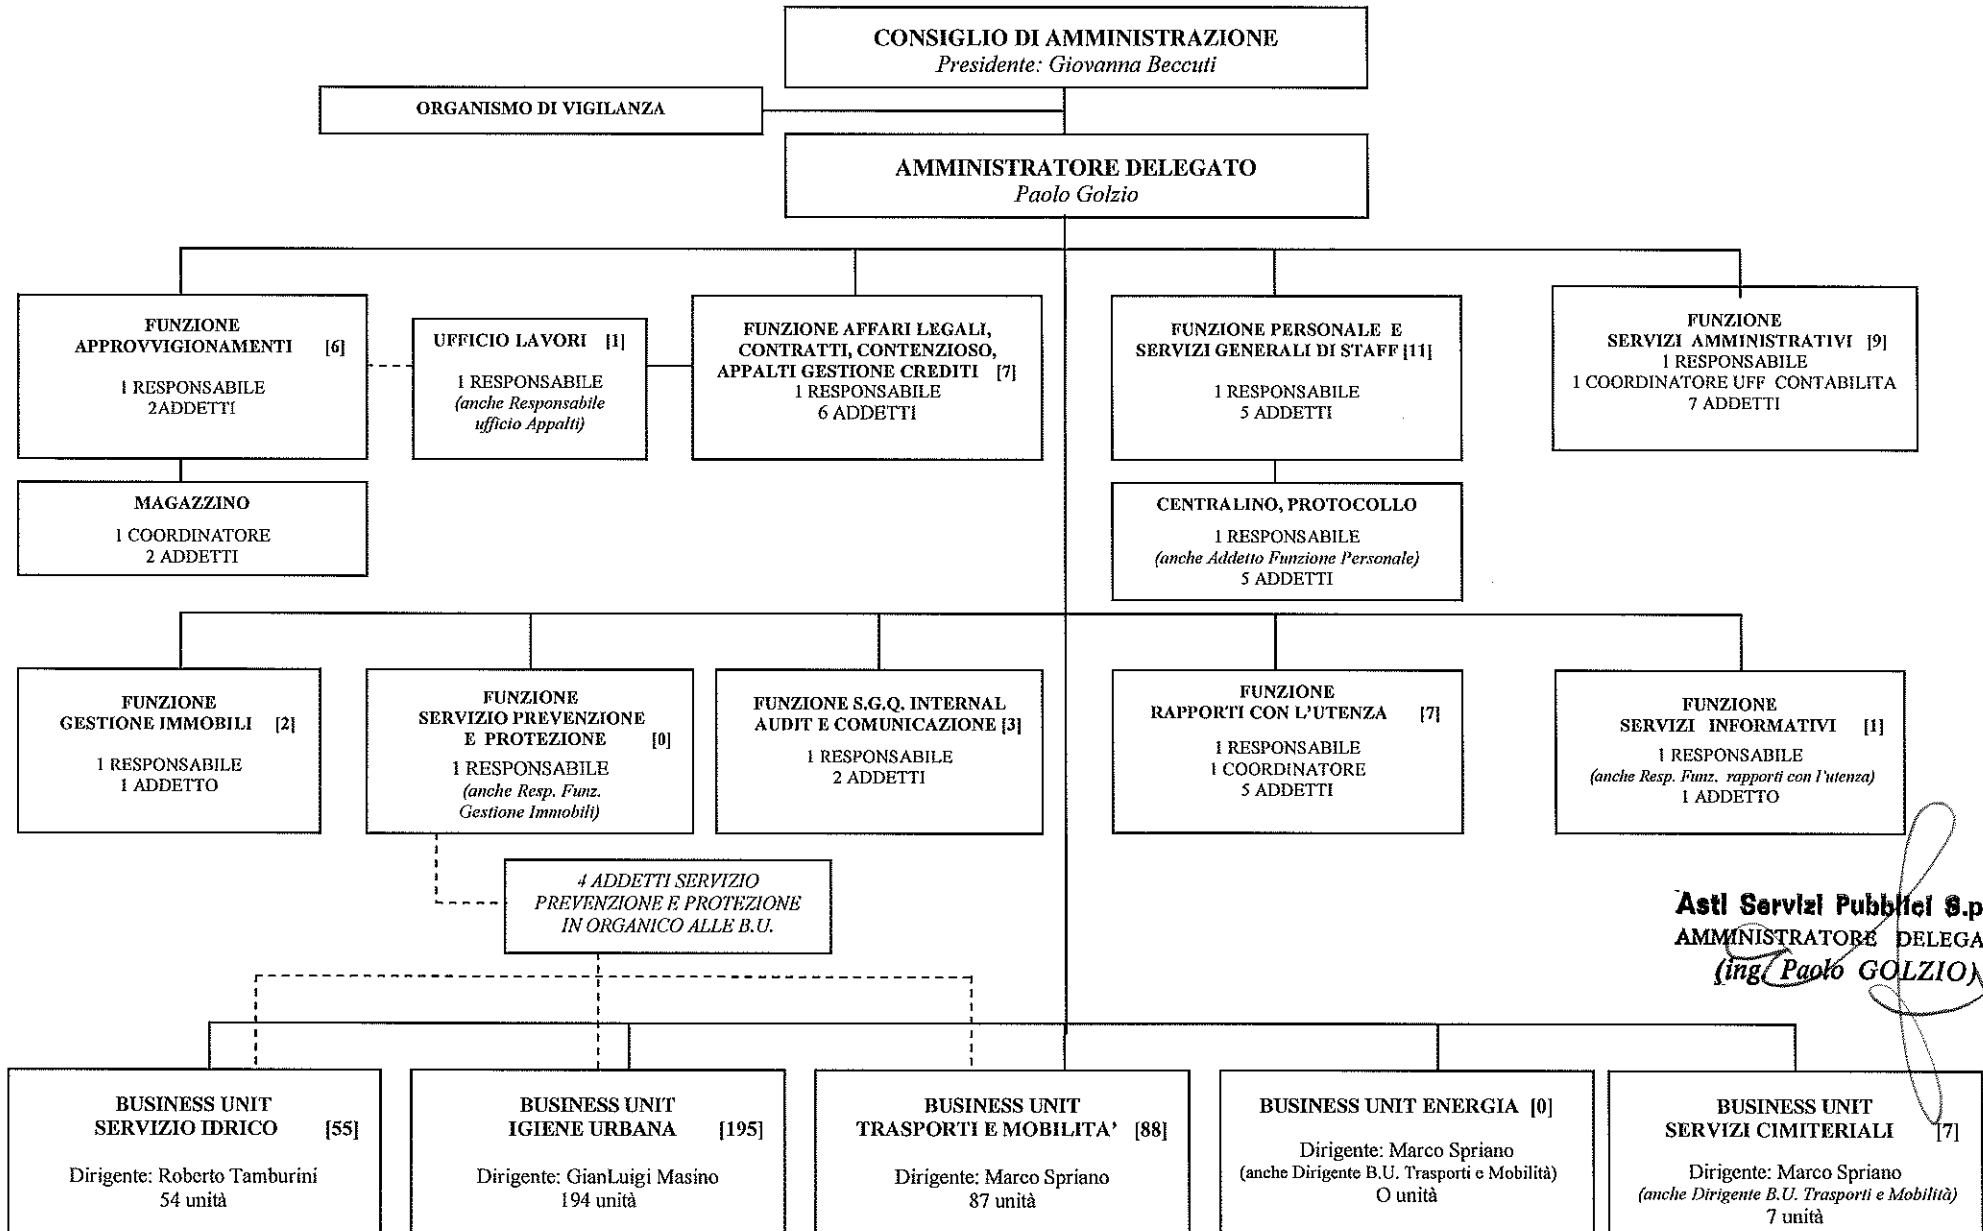 CONSIGLIO DI AMMINISTRAZIONE
Presidente: Giovanna Beccuti
ORGANISMO DI VIGILANZA
AMMINISTRATORE DELEGATO
Paolo Golzio
FUNZIONE
APPROVVIGIONAMENTI [6]
1 RESPONSABILE
2ADDETTI
UFFICIO LAVORI [1]
1 RESPONSABILE
(anche Responsabile
ufficio Appalti)
FUNZIONE AFFARI LEGALI,
CONTRATTI, CONTENZIOSO,
APPALTI GESTIONE CREDITI [7]
1 RESPONSABILE
6 ADDETTI
FUNZIONE PERSONALE E
SERVIZI GENERALI DI STAFF [11]
1 RESPONSABILE
5 ADDETTI
FUNZIONE
SERVIZI AMMINISTRATIVI [9]
1 RESPONSABILE
1 COORDINATORE UFF CONTABILITA
7 ADDETTI
MAGAZZINO
1 COORDINATORE
2 ADDETTI
CENTRALINO, PROTOCOLLO
1 RESPONSABILE
(anche Addetto Funzione Personale)
5 ADDETTI
FUNZIONE
GESTIONE IMMOBILI [2]
1 RESPONSABILE
1 ADDETTO
FUNZIONE
SERVIZIO PREVENZIONE
E PROTEZIONE [0]
1 RESPONSABILE
(anche Resp. Funz.
Gestione Immobili)
FUNZIONE S.G.Q. INTERNAL
AUDIT E COMUNICAZIONE [3]
1 RESPONSABILE
2 ADDETTI
FUNZIONE
RAPPORTI CON L'UTENZA [7]
1 RESPONSABILE
1 COORDINATORE
5 ADDETTI
FUNZIONE
SERVIZI INFORMATIVI [1]
1 RESPONSABILE
(anche Resp. Funz. rapporti con l'utenza)
1 ADDETTO
4 ADDETTI SERVIZIO
PREVENZIONE E PROTEZIONE
IN ORGANICO ALLE B.U.
Asti Servizi Pubblici S.p
AMMINISTRATORE DELEGA
(ing. Paolo GOLZIO)
BUSINESS UNIT
SERVIZIO IDRICO [55]
Dirigente: Roberto Tamburini
54 unità
BUSINESS UNIT
IGIENE URBANA [195]
Dirigente: GianLuigi Masino
194 unità
BUSINESS UNIT
TRASPORTI E MOBILITA' [88]
Dirigente: Marco Spriano
87 unità
BUSINESS UNIT ENERGIA [0]
Dirigente: Marco Spriano
(anche Dirigente B.U. Trasporti e Mobilità)
O unità
BUSINESS UNIT
SERVIZI CIMITERIALI [7]
Dirigente: Marco Spriano
(anche Dirigente B.U. Trasporti e Mobilità)
7 unità